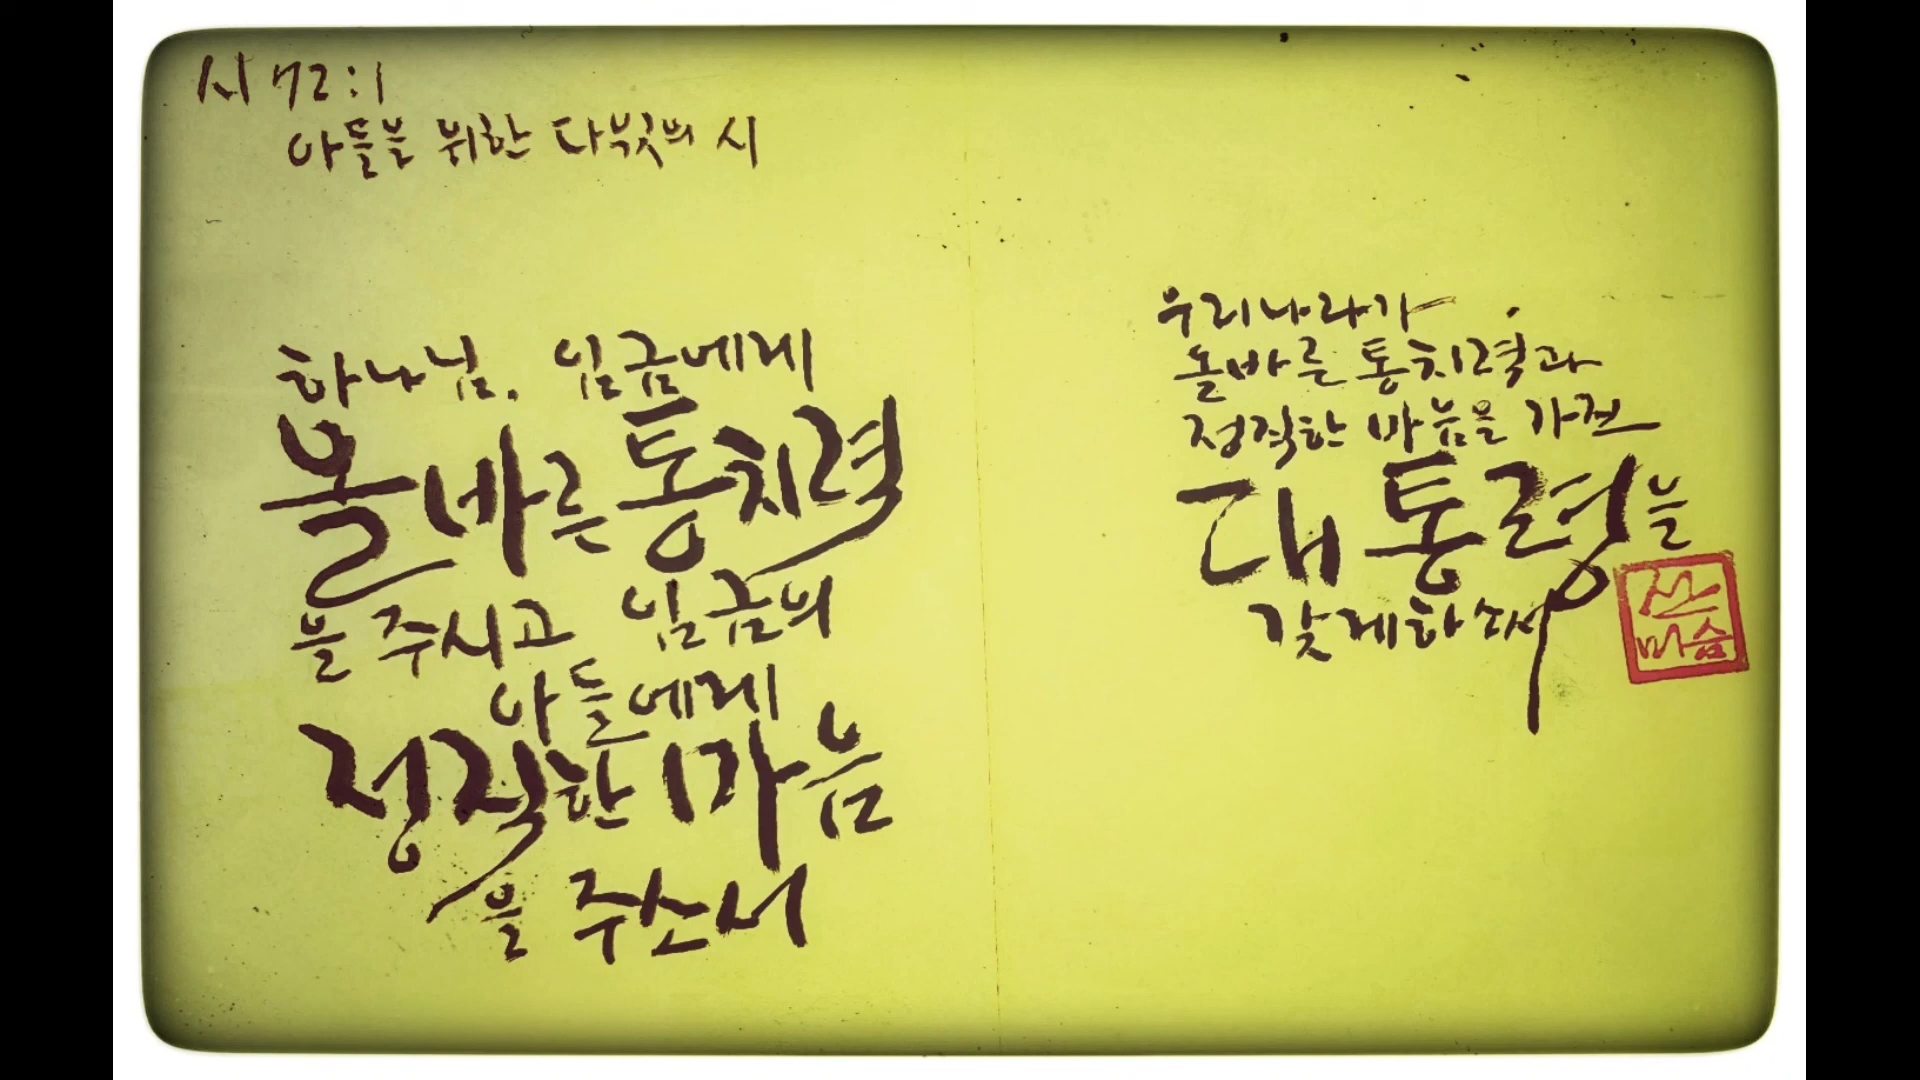 시 72:1
아들을 위한 다윗의 시
하나님, 임금에게
올바른 통치력
을 주시고 임금의
아들에게
정직한 마음
을 주소서
우리나라가
올바른 통치력과
정직한 마음을 가진
대통령을
갖게하소서
산
마슴